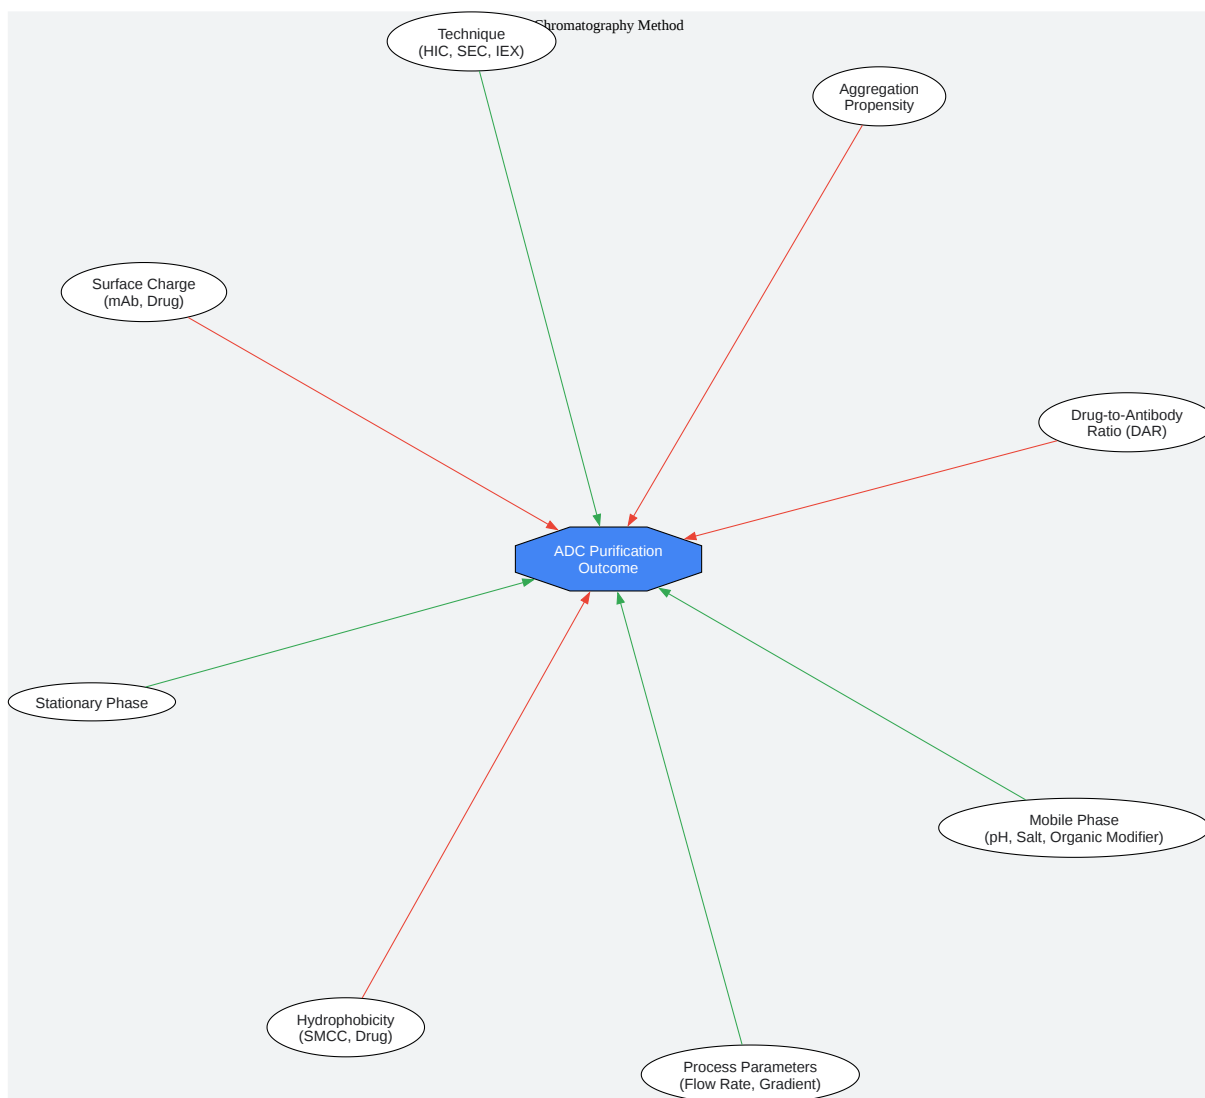 Chromatography Method
Technique
(HIC, SEC, IEX)
Aggregation
Propensity
Surface Charge
(mAb, Drug)
Drug-to-Antibody
Ratio (DAR)
ADC Purification
Outcome
Stationary Phase
Mobile Phase
(pH, Salt, Organic Modifier)
Hydrophobicity
(SMCC, Drug)
Process Parameters
(Flow Rate, Gradient)